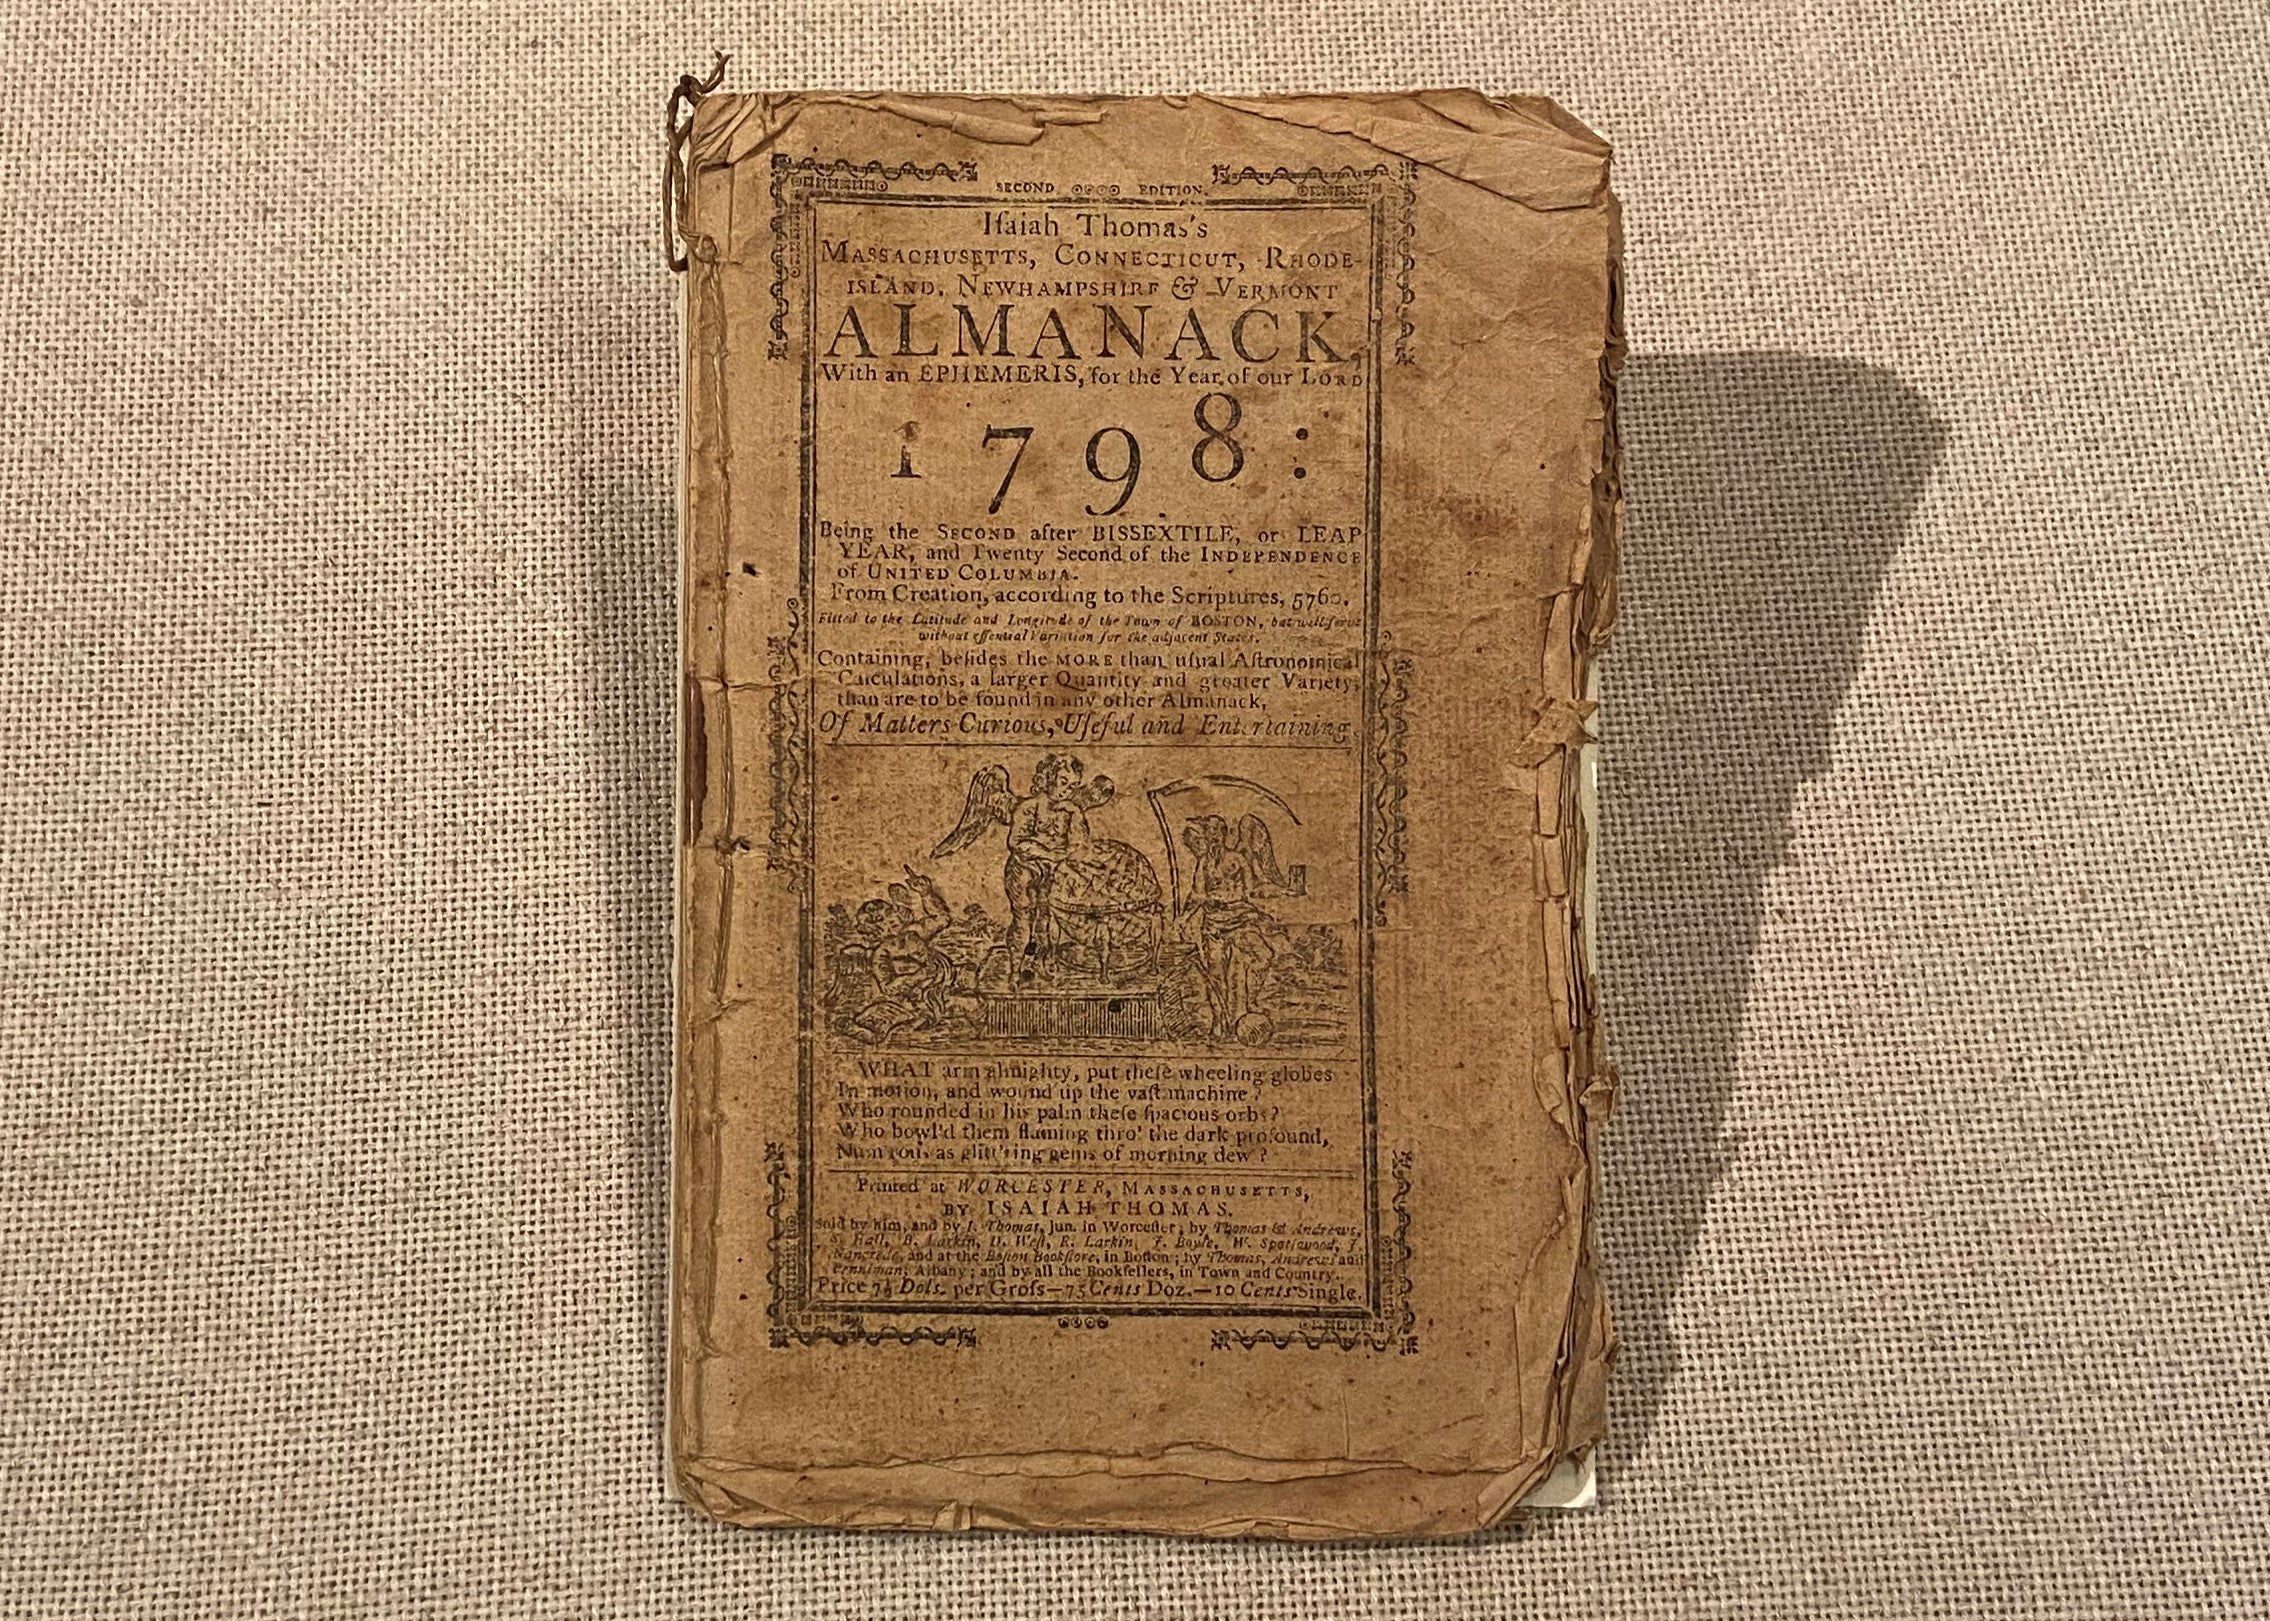 SECOND EDITION.
Iſaiah Thomas's
MASSACHUSETTS, CONNECTICUT, RHODE-
ISLAND, NEWHAMPSHIRE & VERMONT
ALMANACK,
With an EPHEMERIS, for the Year of our LORD
1798:
Being the SECOND after BISSEXTILE, or LEAP
YEAR, and Twenty Second of the INDEPENDENCE
of UNITED COLUMBIA.
From Creation, according to the Scriptures, 5760.
Fitted to the Latitude and Longitude of the Town of BOSTON, but will ſerve
without eſſential Variation for the adjacent States.
Containing, beſides the MORE than uſual Aſtronomical
Calculations, a larger Quantity and greater Variety,
than are to be found in any other Almanack,
Of Matters Curious, Uſeful and Entertaining.
WHAT arm almighty, put theſe wheeling globes
In motion, and wound up the vaſt machine?
Who rounded in his palm theſe ſpacious orbs?
Who bowl'd them flaming thro' the dark profound,
Num'rous as glitt'ring gems of morning dew?
Printed at WORCESTER, MASSACHUSETTS,
BY ISAIAH THOMAS.
Sold by him, and by I. Thomas, Jun. in Worceſter; by Thomas & Andrews,
S. Hall, B. Larkin, D. Weſt, E. Larkin, J. Boyle, W. Spotſwood, J.
Nancrede, and at the Boſton Bookſtore, in Boſton; by Thomas, Andrews and
Penniman, Albany; and by all the Bookſellers, in Town and Country.
Price 7½ Dols. per Groſs—75 Cents Doz.—10 Cents Single.